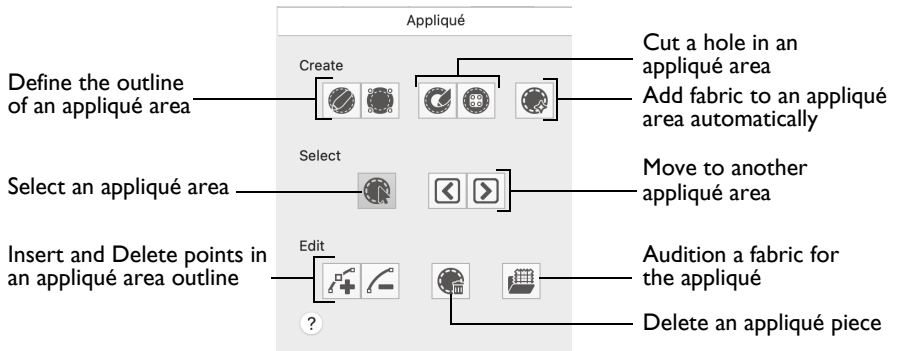 Appliqué
Create
Define the outline
of an appliqué area
Cut a hole in an
appliqué area
Add fabric to an appliqué
area automatically
Select
Select an appliqué area
Move to another
appliqué area
Edit
Insert and Delete points in
an appliqué area outline
Audition a fabric for
the appliqué
Delete an appliqué piece
?